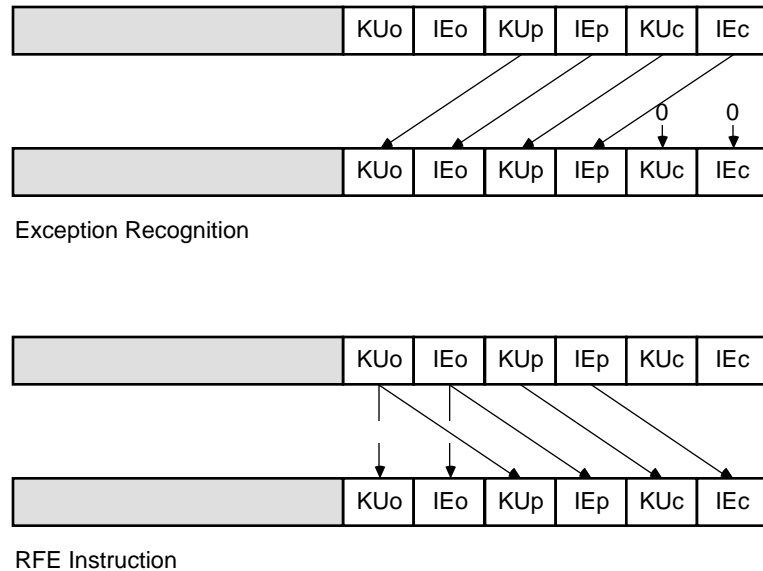 KUo IEo KUp IEp KUc IEc
0 0
KUo IEo KUp IEp KUc IEc
Exception Recognition
KUo IEo KUp IEp KUc IEc
KUo IEo KUp IEp KUc IEc
RFE Instruction